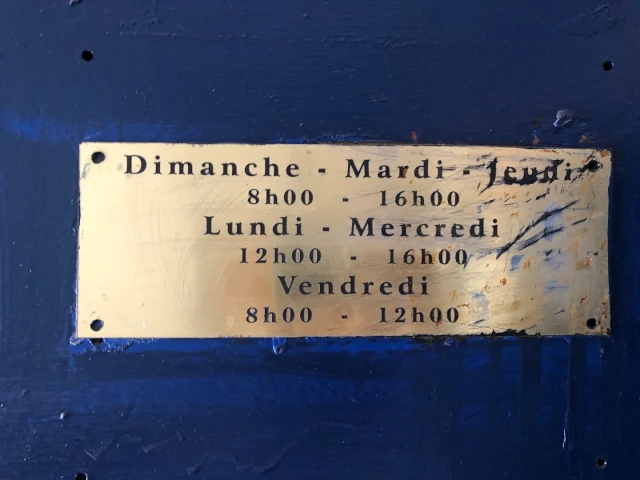 Dimanche - Mardi - Jeudi
8h00 - 16h00
Lundi - Mercredi
12h00 - 16h00
Vendredi
8h00 - 12h00